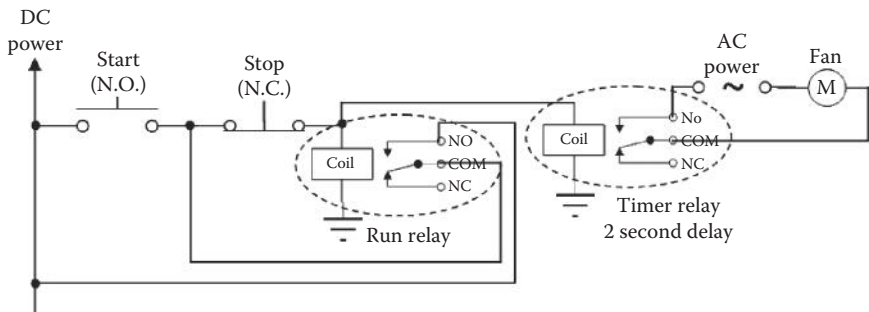 DC
power
Start
(N.O.)
Stop
(N.C.)
AC
power
~
Fan
M
Coil
NO
COM
NC
Run relay
Coil
No
COM
NC
Timer relay
2 second delay